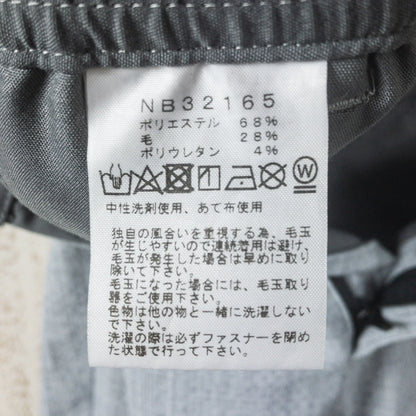 NB32165
ポリエステル 68%
毛 28%
ポリウレタン 4%
W
中性洗剤使用、あて布使用
独自の風合いを重視する為、毛玉
が生じやすいので連続着用は避け、
毛玉が発生した場合は早めに取り
除いて下さい。
毛玉になった場合には、毛玉取り
器をご使用下さい。
色物は他の物と一緒に洗濯しない
で下さい。
洗濯の際は必ずファスナーを閉め
た状態で行って下さい。